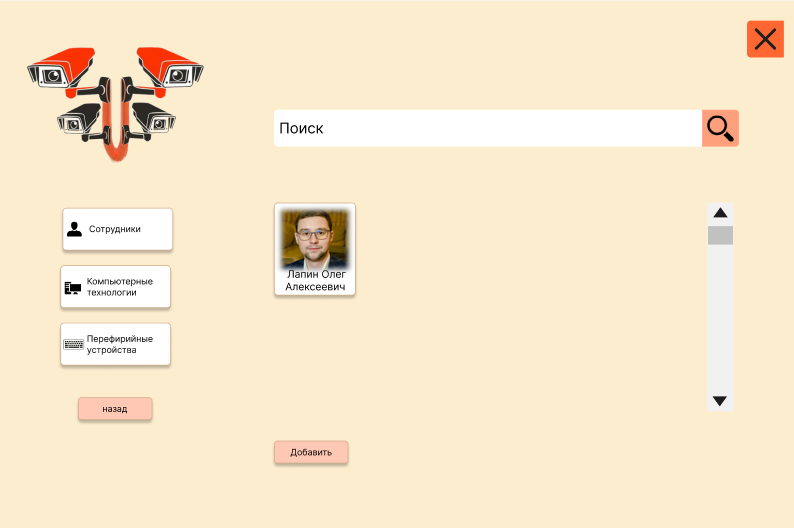 Поиск
Сотрудники
Компьютерные
технологии
Перефирийные
устройства
назад
Лапин Олег
Алексеевич
Добавить